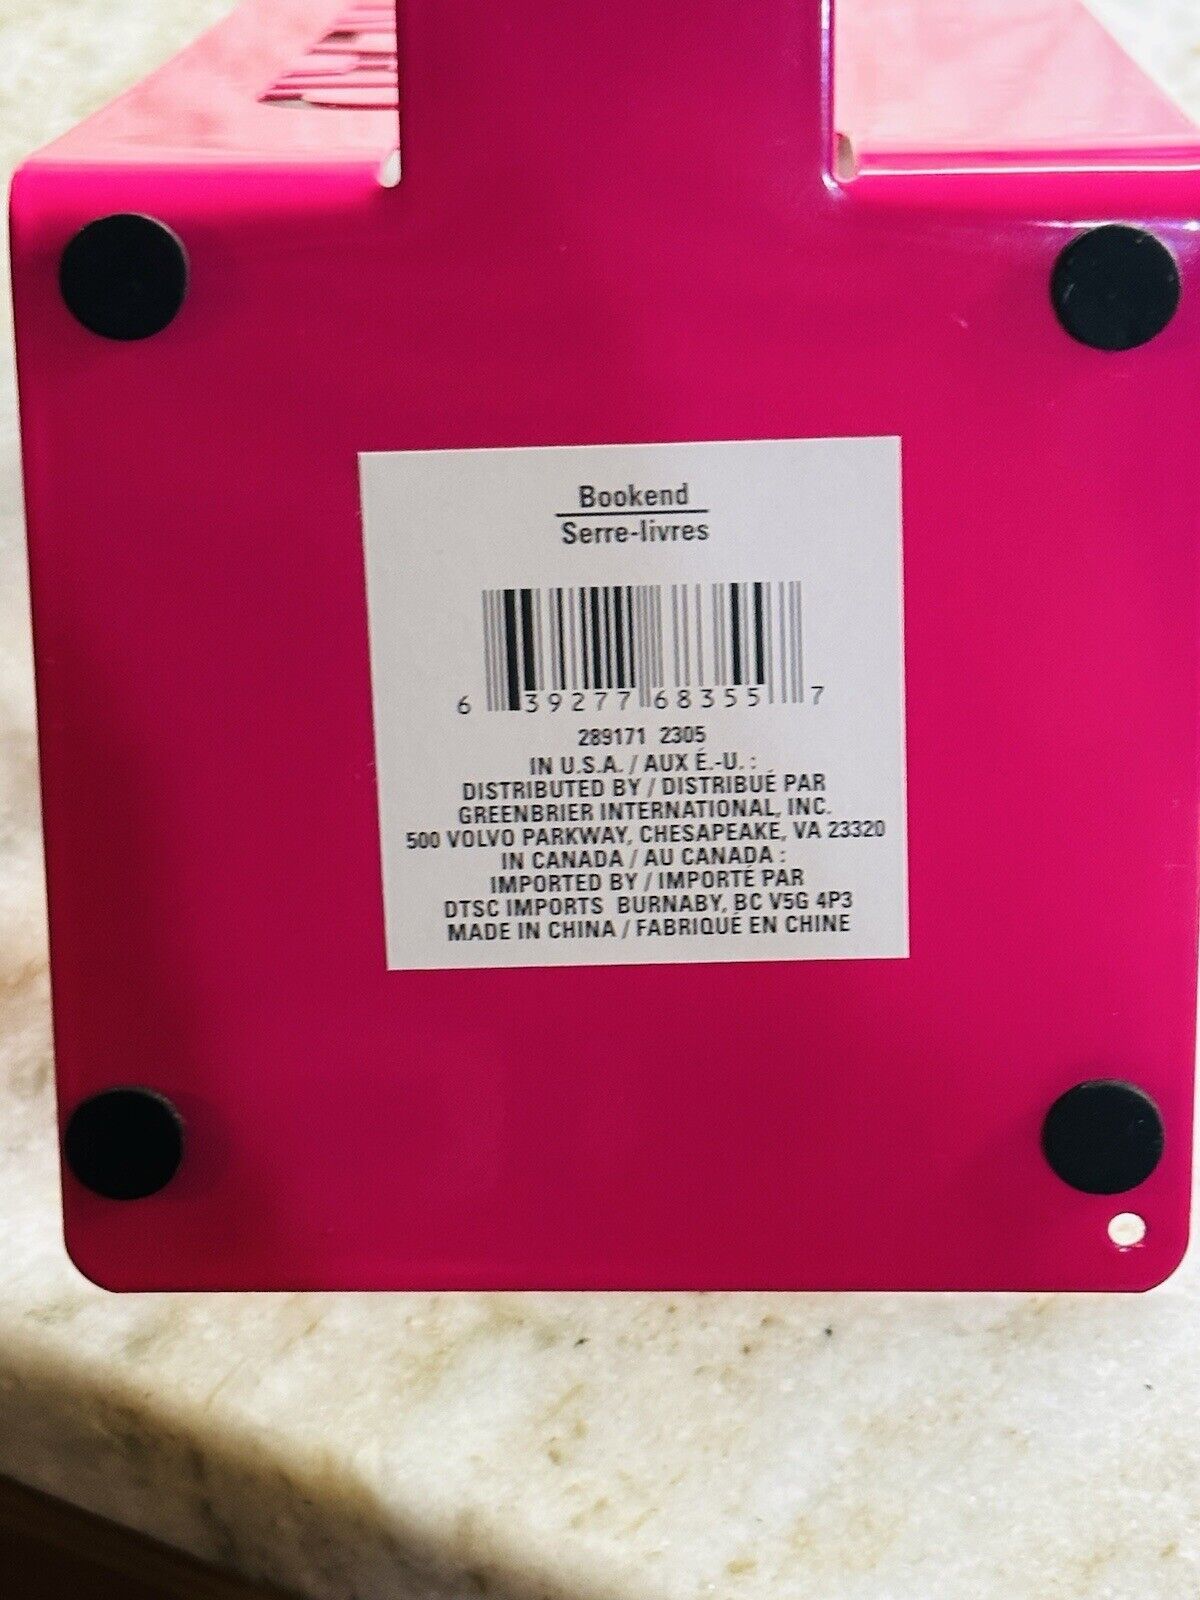 Bookend
Serre-livres
6 39277 68355 7
289171 2305
IN U.S.A. / AUX É.-U. :
DISTRIBUTED BY / DISTRIBUÉ PAR
GREENBRIER INTERNATIONAL, INC.
500 VOLVO PARKWAY, CHESAPEAKE, VA 23320
IN CANADA / AU CANADA :
IMPORTED BY / IMPORTÉ PAR
DTSC IMPORTS BURNABY, BC V5G 4P3
MADE IN CHINA / FABRIQUÉ EN CHINE